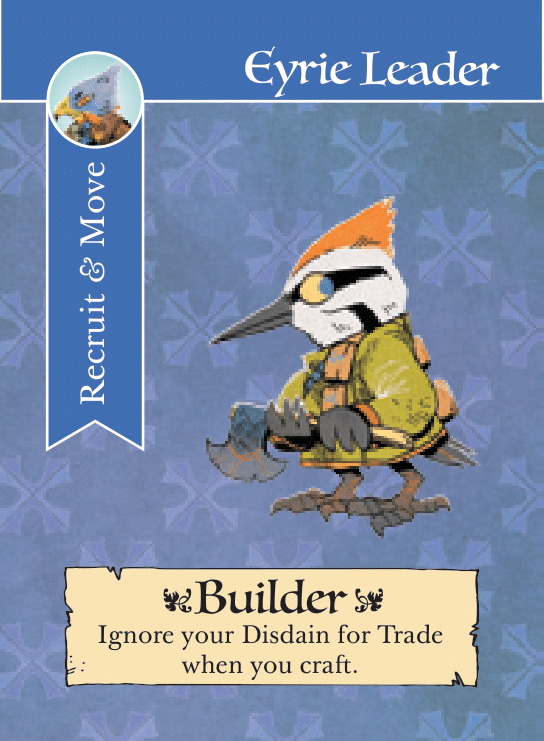 Eyrie Leader
Recruit & Move
Builder
Ignore your Disdain for Trade
when you craft.